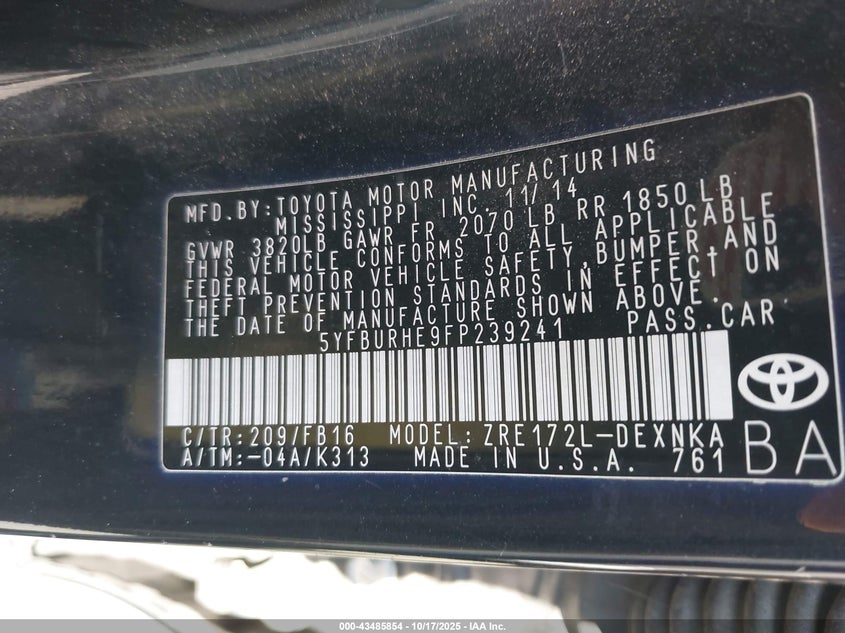 MFD.BY:TOYOTA MOTOR MANUFACTURING
MISSISSIPPI INC. 11/14
GVWR 3820LB GAWR FR 2070 LB RR 1850 LB
THIS VEHICLE CONFORMS TO ALL APPLICABLE
FEDERAL MOTOR VEHICLE SAFETY,BUMPER,AND
THEFT PREVENTION STANDARDS IN EFFECT ON
THE DATE OF MANUFACTURE SHOWN ABOVE.
5YFBURHE9FP239241 PASS.CAR
C/TR:209/FB16 MODEL:ZRE172L-DEXNKA
A/TM:-04A/K313 MADE IN U.S.A. 761
BA
000-43485854 - 10/17/2025 - IAA Inc.